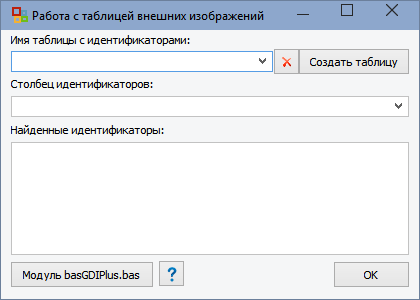 Работа с таблицей внешних изображений
Имя таблицы с идентификаторами:
Создать таблицу
Столбец идентификаторов:
Найденные идентификаторы:
Модуль basGDIPlus.bas ? OK